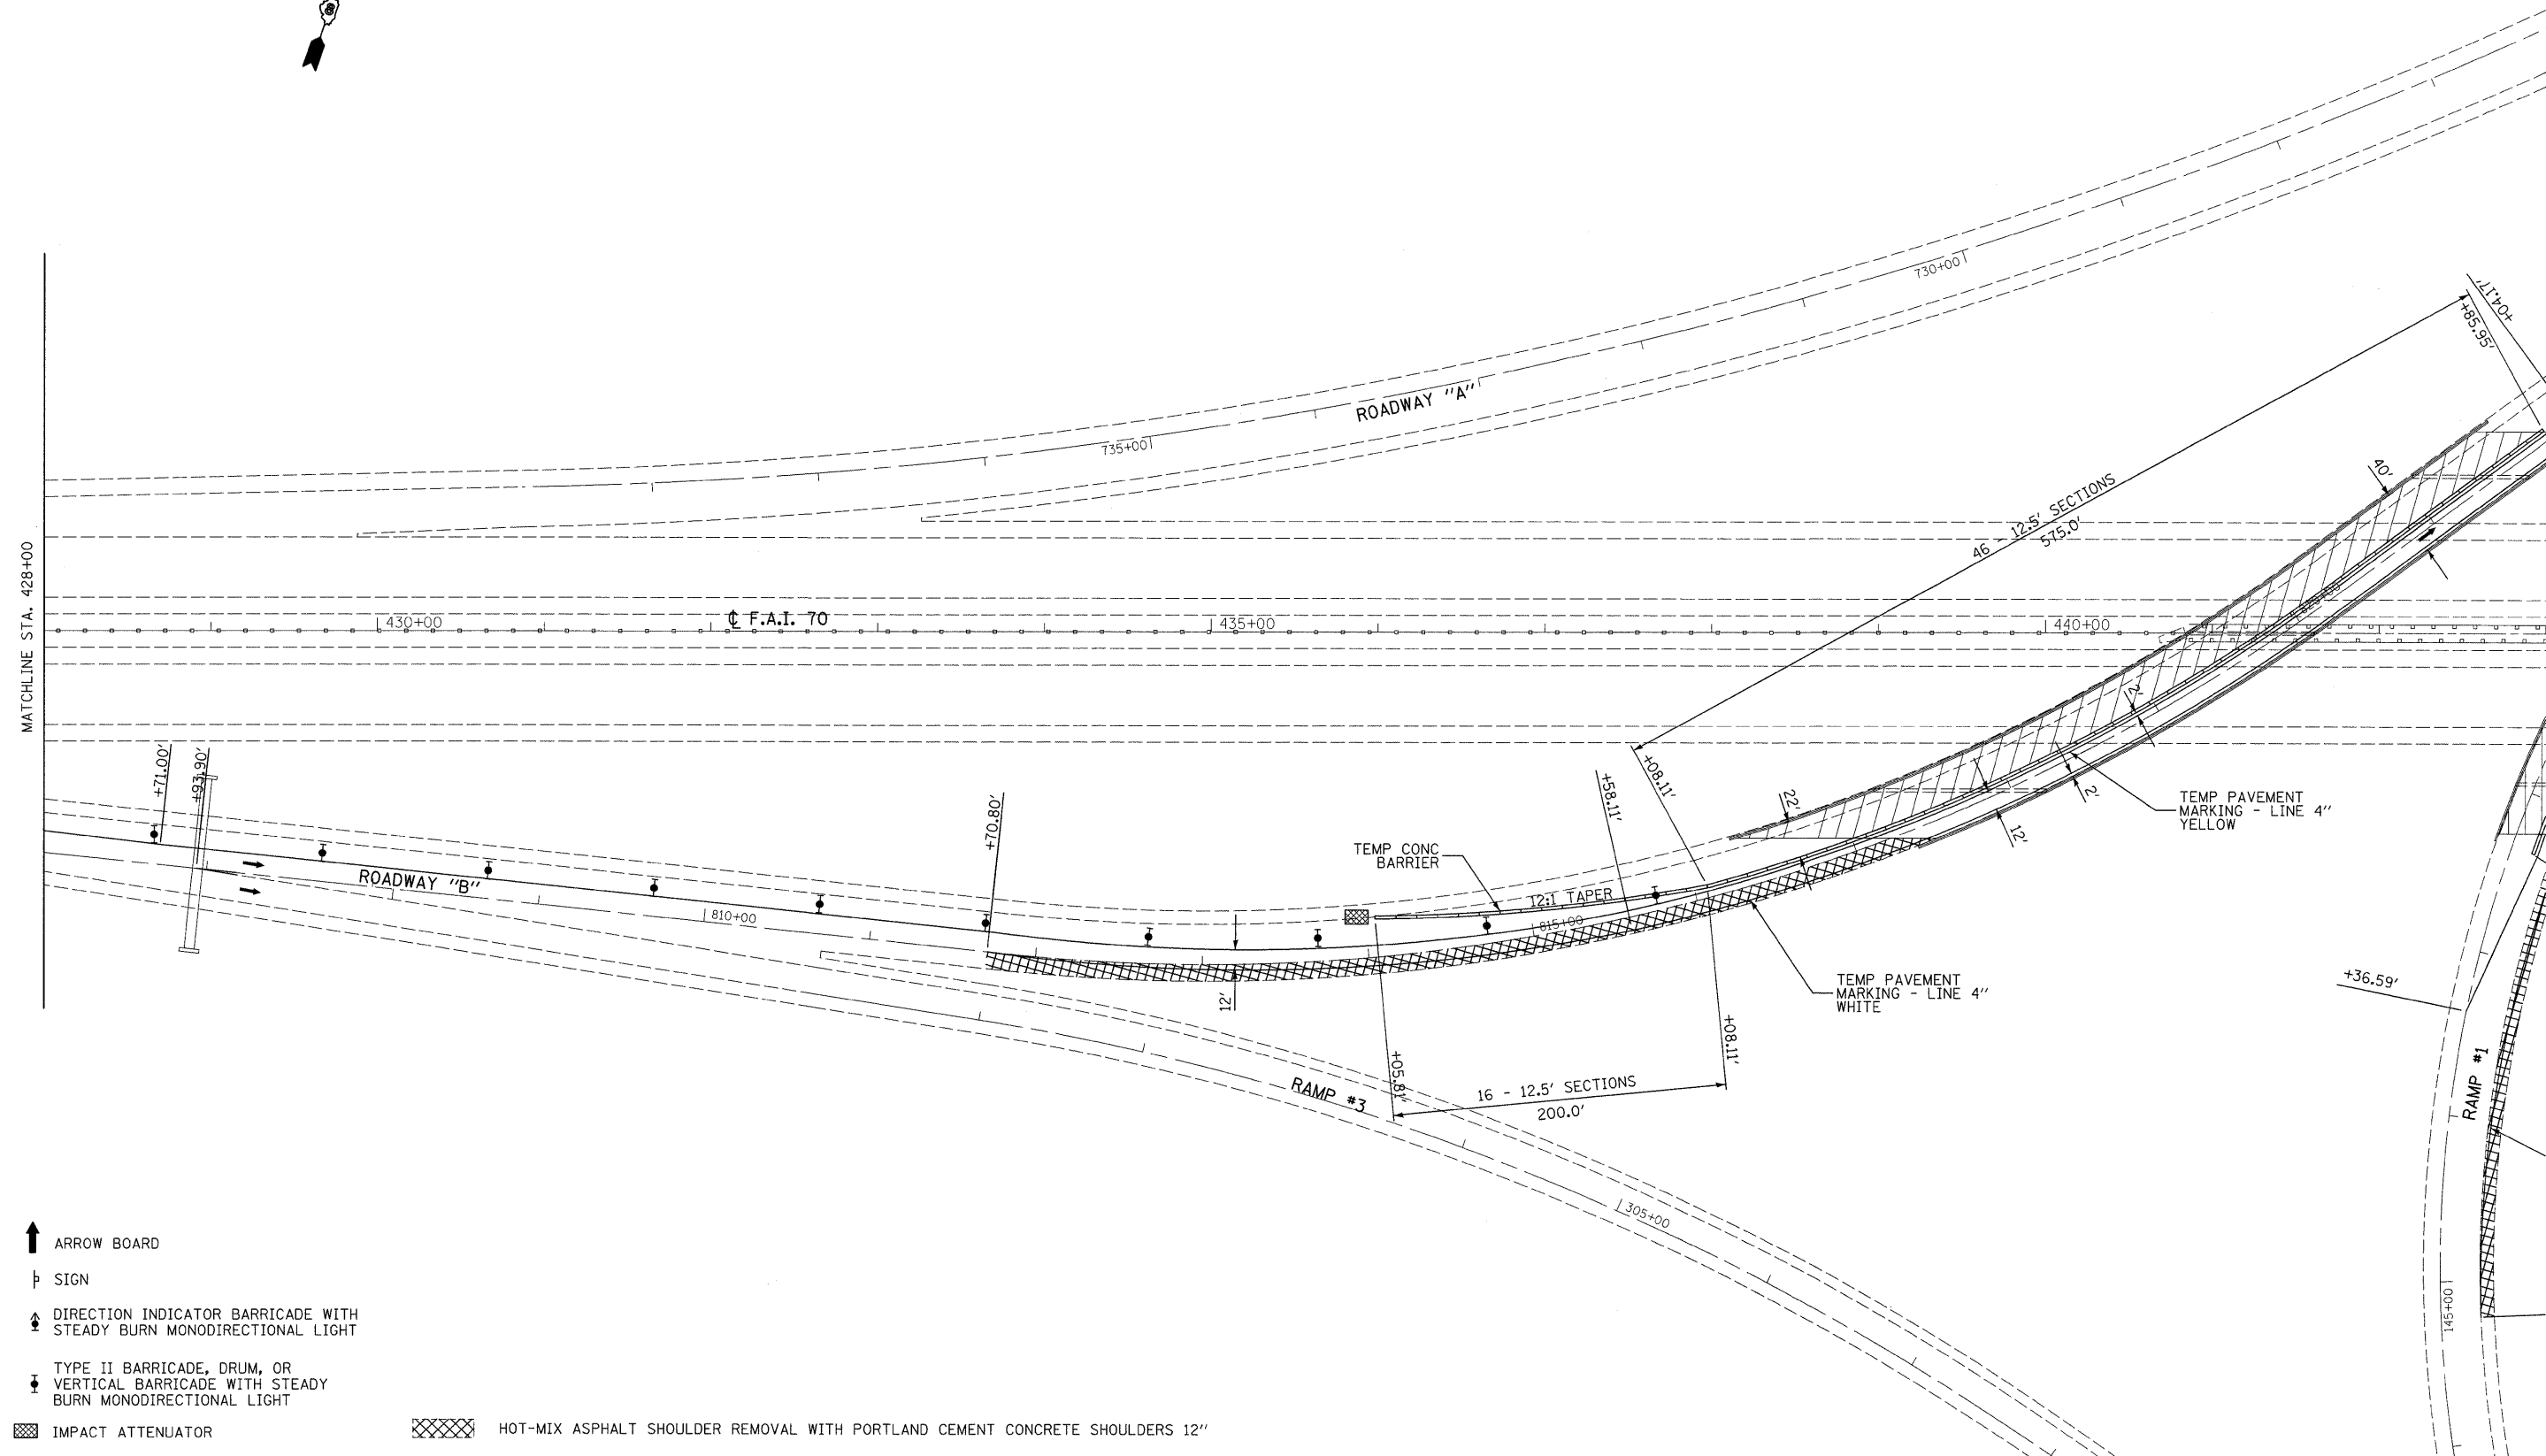 8
730+00
+04.17'
+85.95'
ROADWAY "A"
735+00
40'
46 - 12.5' SECTIONS
575.0'
MATCHLINE STA. 428+00
430+00
℄ F.A.I. 70
435+00
440+00
2'
+71.00'
+93.90'
+70.80'
+58.11'
+08.11'
22'
2'
12'
TEMP PAVEMENT
MARKING - LINE 4"
YELLOW
TEMP CONC
BARRIER
12:1 TAPER
815+00
ROADWAY "B"
810+00
12'
TEMP PAVEMENT
MARKING - LINE 4"
WHITE
+36.59'
+05.81'
+08.11'
16 - 12.5' SECTIONS
200.0'
RAMP #3
RAMP #1
305+00
145+00
ARROW BOARD
SIGN
DIRECTION INDICATOR BARRICADE WITH
STEADY BURN MONODIRECTIONAL LIGHT
TYPE II BARRICADE, DRUM, OR
VERTICAL BARRICADE WITH STEADY
BURN MONODIRECTIONAL LIGHT
IMPACT ATTENUATOR
HOT-MIX ASPHALT SHOULDER REMOVAL WITH PORTLAND CEMENT CONCRETE SHOULDERS 12"